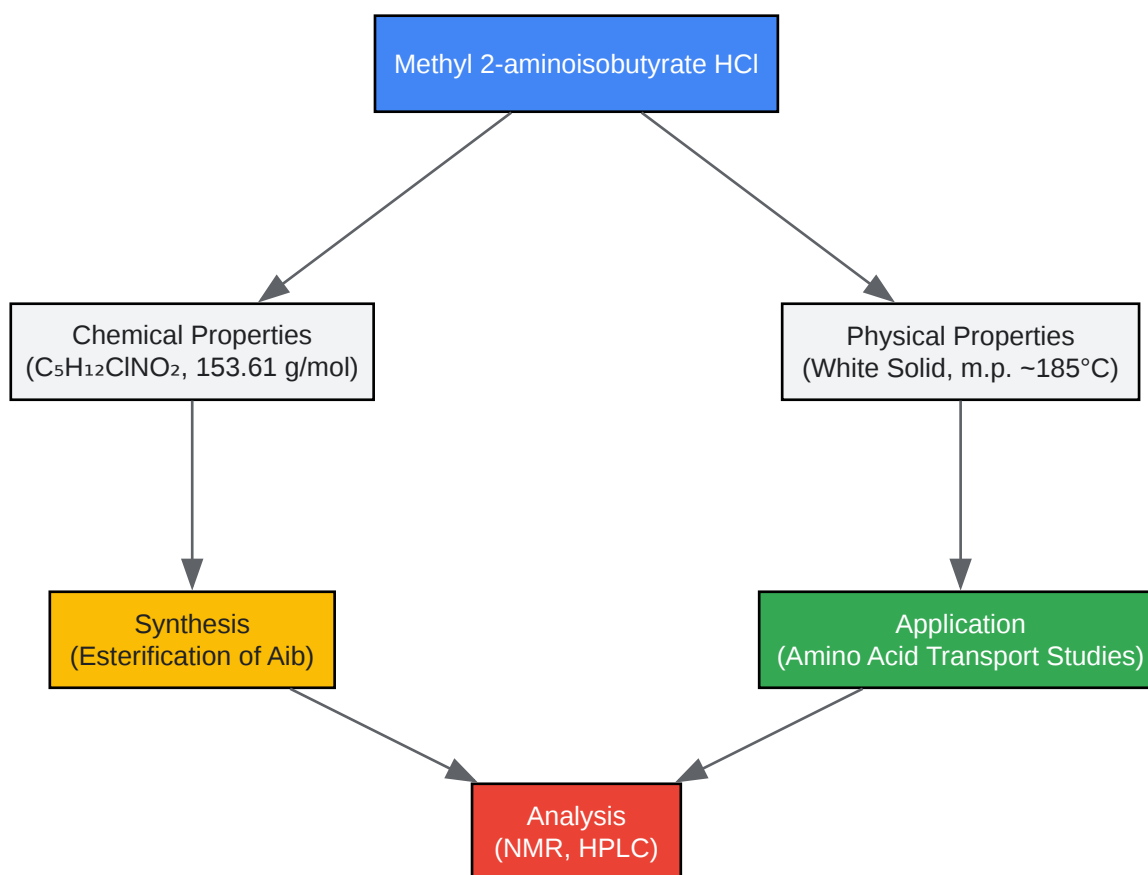 Methyl 2-aminoisobutyrate HCl
Chemical Properties
(C₅H₁₂ClNO₂, 153.61 g/mol)
Physical Properties
(White Solid, m.p. ~185°C)
Synthesis
(Esterification of Aib)
Application
(Amino Acid Transport Studies)
Analysis
(NMR, HPLC)